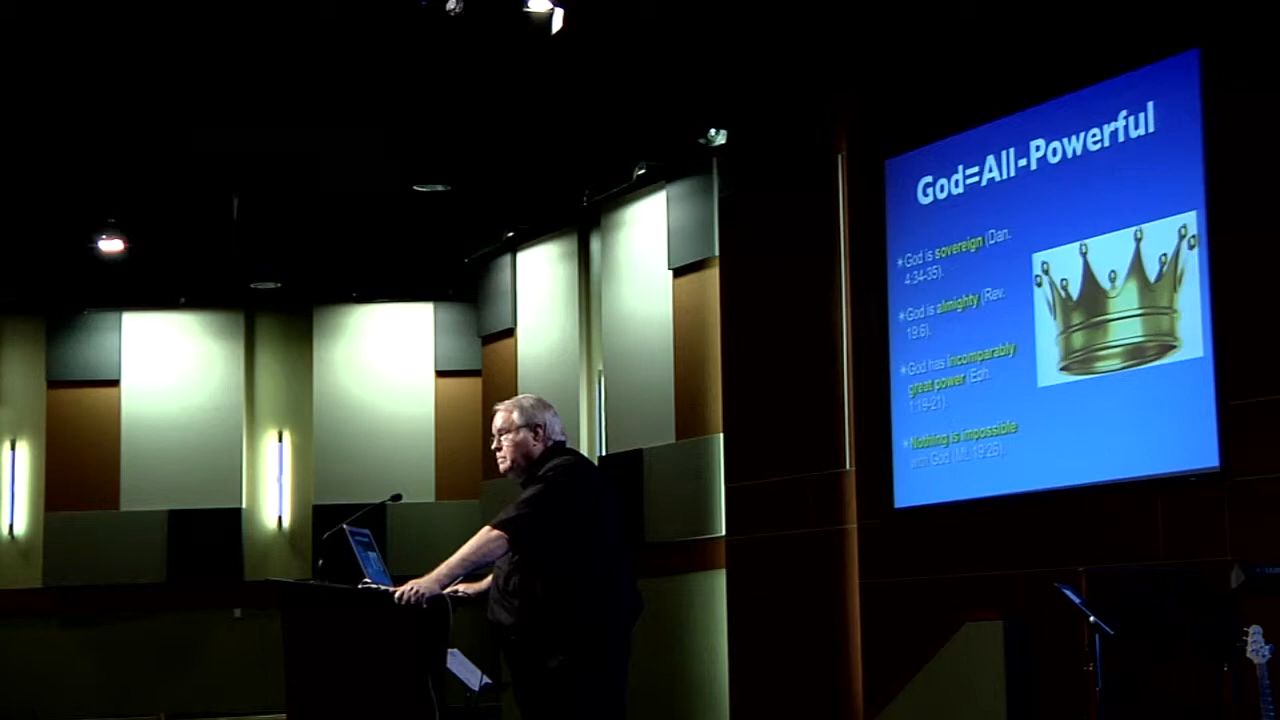 God=All-Powerful
✶God is sovereign (Dan.
4:34-35).
✶God is almighty (Rev.
19:6).
✶God has incomparably
great power (Eph.
1:19-21).
✶Nothing is impossible
with God (Mt. 19:26).